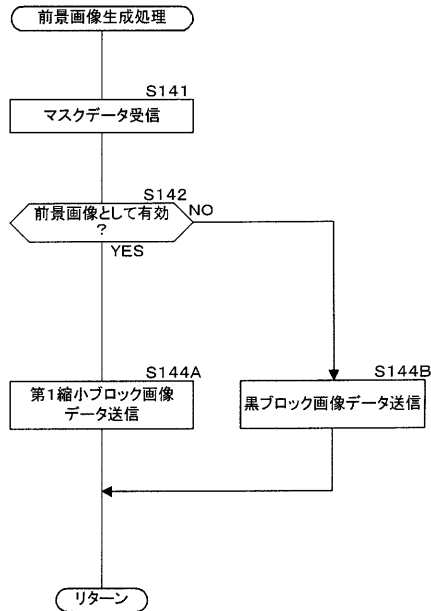 前景画像生成処理
S141
マスクデータ受信
S142
前景画像として有効
?
NO
YES
S144A
第1縮小ブロック画像
データ送信
S144B
黒ブロック画像データ送信
リターン